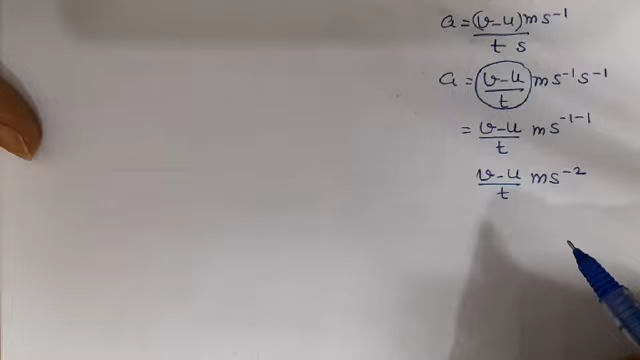 a = (v-u) ms⁻¹ / t s
a = (v-u)/t ms⁻¹ s⁻¹
= (v-u)/t ms⁻¹⁻¹
(v-u)/t ms⁻²